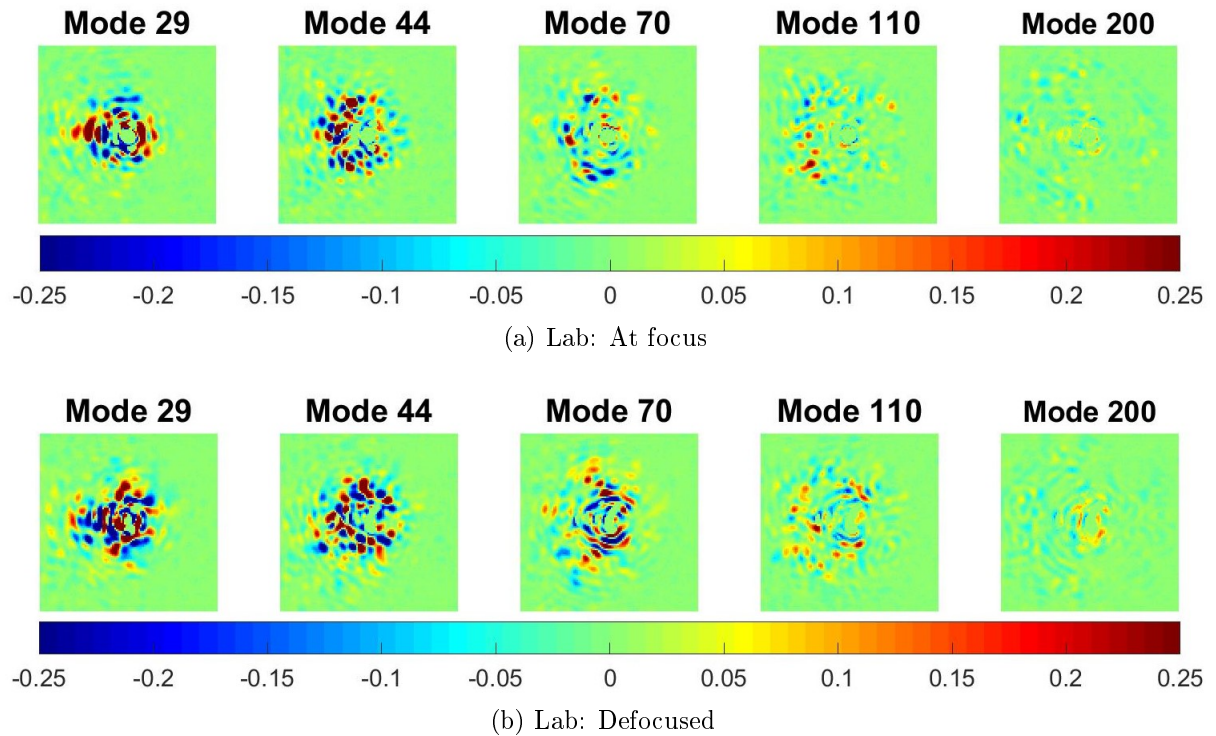 Mode 29 Mode 44 Mode 70 Mode 110 Mode 200
-0.25 -0.2 -0.15 -0.1 -0.05 0 0.05 0.1 0.15 0.2 0.25
(a) Lab: At focus
Mode 29 Mode 44 Mode 70 Mode 110 Mode 200
-0.25 -0.2 -0.15 -0.1 -0.05 0 0.05 0.1 0.15 0.2 0.25
(b) Lab: Defocused